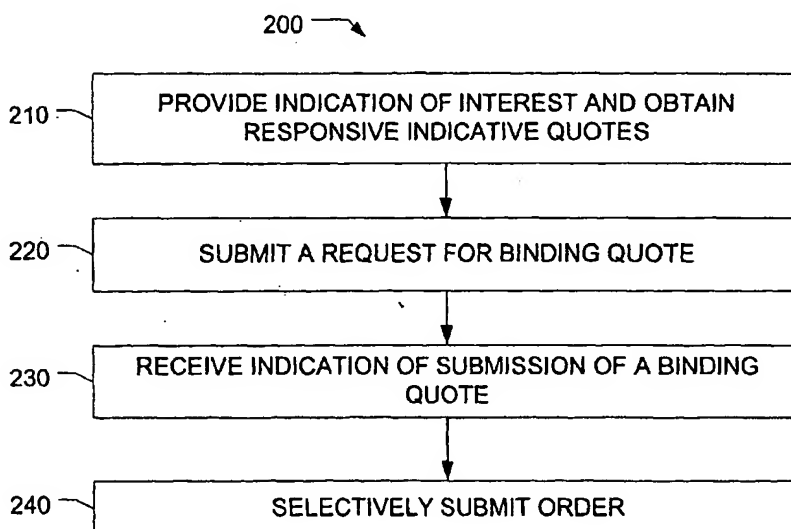 200
210
PROVIDE INDICATION OF INTEREST AND OBTAIN
RESPONSIVE INDICATIVE QUOTES
220
SUBMIT A REQUEST FOR BINDING QUOTE
230
RECEIVE INDICATION OF SUBMISSION OF A BINDING
QUOTE
240
SELECTIVELY SUBMIT ORDER